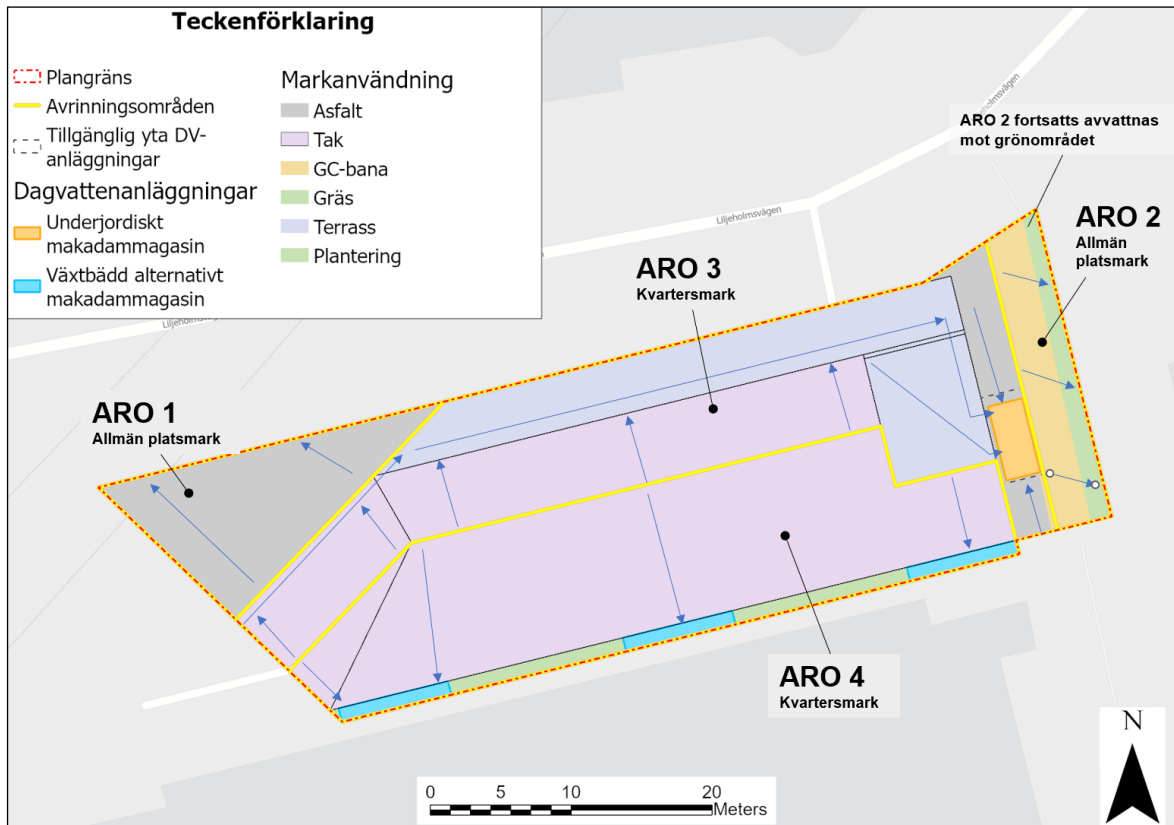 Teckenförklaring
Plangräns
Avrinningsområden
Tillgänglig yta DV-
anläggningar
Dagvattenanläggningar
Underjordiskt
makadammagasin
Växtbädd alternativt
makadammagasin
Markanvändning
Asfalt
Tak
GC-bana
Gräs
Terrass
Plantering
ARO 2 fortsatts avvattnas
mot grönområdet
Liljeholmsvägen
ARO 2
Allmän
platsmark
ARO 3
Kvartersmark
ARO 1
Allmän platsmark
ARO 4
Kvartersmark
N
0 5 10 20
Meters